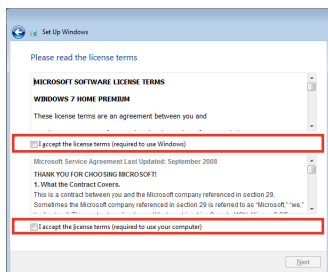 Set Up Windows
Please read the license terms
MICROSOFT SOFTWARE LICENSE TERMS
WINDOWS 7 HOME PREMIUM
These license terms are an agreement between you and
I accept the license terms (required to use Windows)
Microsoft Service Agreement Last Updated: September 2008
THANK YOU FOR CHOOSING MICROSOFT!
1. What the Contract Covers.
This is a contract between you and the Microsoft company referenced in section 29.
Sometimes the Microsoft company referenced in section 29 is referred to as "Microsoft," "we,"
I accept the license terms (required to use your computer)
Next